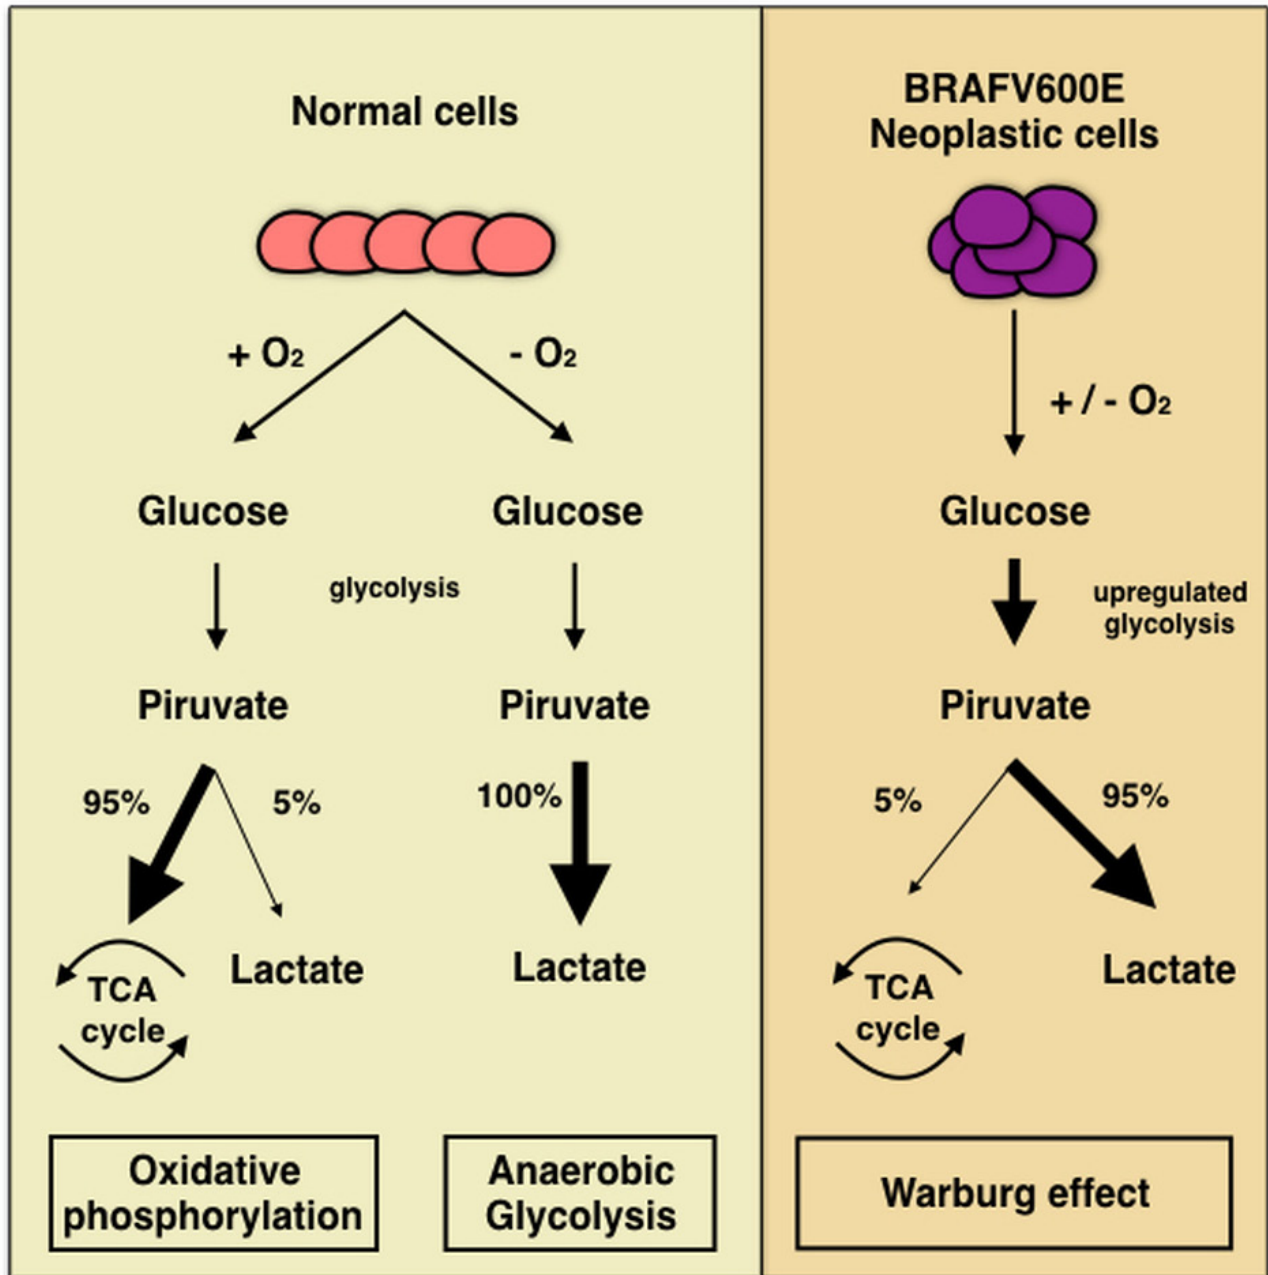 Normal cells
+ O₂
- O₂
Glucose
Glucose
glycolysis
Piruvate
Piruvate
95%
5%
100%
TCA
cycle
Lactate
Lactate
Oxidative
phosphorylation
Anaerobic
Glycolysis
BRAFV600E
Neoplastic cells
+ / - O₂
Glucose
upregulated
glycolysis
Piruvate
5%
95%
TCA
cycle
Lactate
Warburg effect